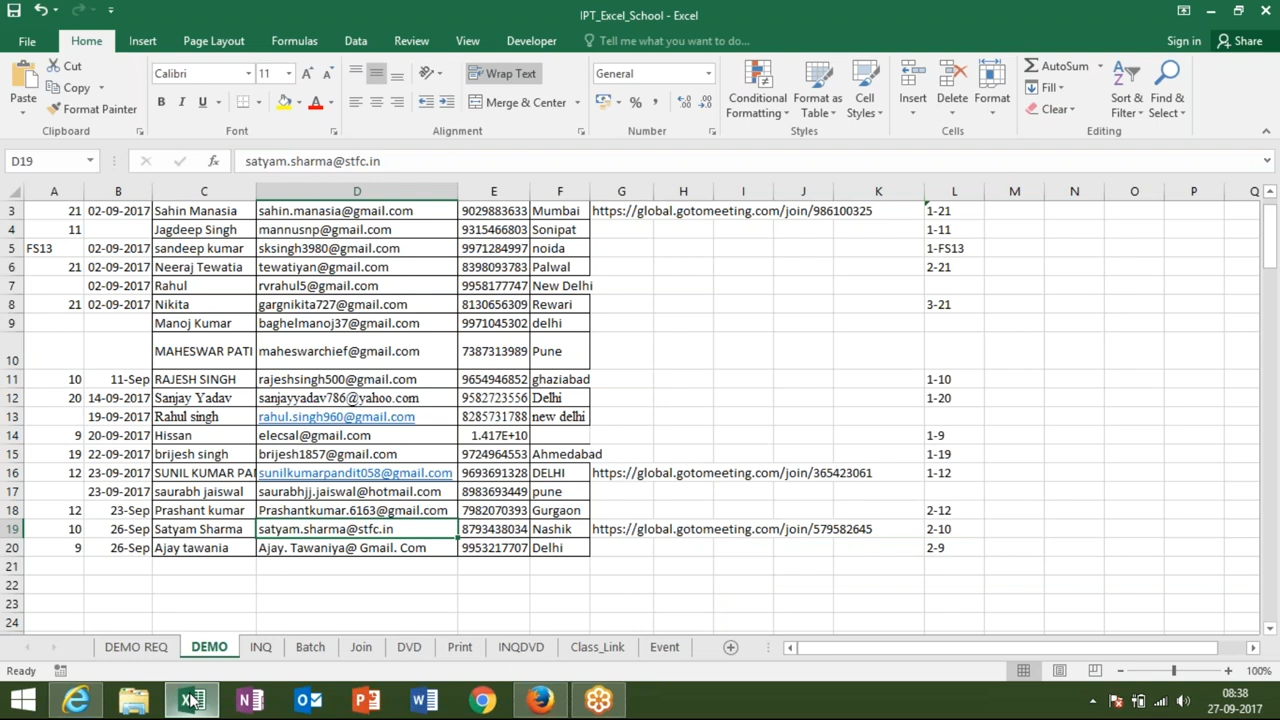 IPT_Excel_School - Excel
File Home Insert Page Layout Formulas Data Review View Developer Tell me what you want to do... Sign in Share
Paste Cut Copy Format Painter Clipboard
Calibri 11 B I U A Font
Wrap Text Merge & Center Alignment
General % Number
Conditional Formatting Format as Table Cell Styles Styles
Insert Delete Format Cells
AutoSum Fill Clear Sort & Filter Find & Select Editing
D19 fx satyam.sharma@stfc.in
A B C D E F G H I J K L M N O P Q
3 21 02-09-2017 Sahin Manasia sahin.manasia@gmail.com 9029883633 Mumbai https://global.gotomeeting.com/join/986100325 1-21
4 11 Jagdeep Singh mannusnp@gmail.com 9315466803 Sonipat 1-11
5 FS13 02-09-2017 sandeep kumar sksingh3980@gmail.com 9971284997 noida 1-FS13
6 21 02-09-2017 Neeraj Tewatia tewatiyan@gmail.com 8398093783 Palwal 2-21
7 02-09-2017 Rahul rvrahul5@gmail.com 9958177747 New Delhi
8 21 02-09-2017 Nikita gargnikita727@gmail.com 8130656309 Rewari 3-21
9 Manoj Kumar baghelmanoj37@gmail.com 9971045302 delhi
10 MAHESWAR PATI maheswarchief@gmail.com 7387313989 Pune
11 10 11-Sep RAJESH SINGH rajeshsingh500@gmail.com 9654946852 ghaziabad 1-10
12 20 14-09-2017 Sanjay Yadav sanjayyadav786@yahoo.com 9582723556 Delhi 1-20
13 19-09-2017 Rahul singh rahul.singh960@gmail.com 8285731788 new delhi
14 9 20-09-2017 Hissan elecsal@gmail.com 1.417E+10 1-9
15 19 22-09-2017 brijesh singh brijesh1857@gmail.com 9724964553 Ahmedabad 1-19
16 12 23-09-2017 SUNIL KUMAR PAN sunilkumarpandit058@gmail.com 9693691328 DELHI https://global.gotomeeting.com/join/365423061 1-12
17 23-09-2017 saurabh jaiswal saurabhjj.jaiswal@hotmail.com 8983693449 pune
18 12 23-Sep Prashant kumar Prashantkumar.6163@gmail.com 7982070393 Gurgaon 2-12
19 10 26-Sep Satyam Sharma satyam.sharma@stfc.in 8793438034 Nashik https://global.gotomeeting.com/join/579582645 2-10
20 9 26-Sep Ajay tawania Ajay. Tawaniya@ Gmail. Com 9953217707 Delhi 2-9
21
22
23
24
DEMO REQ DEMO INQ Batch Join DVD Print INQDVD Class_Link Event
Ready 100%
08:38
27-09-2017